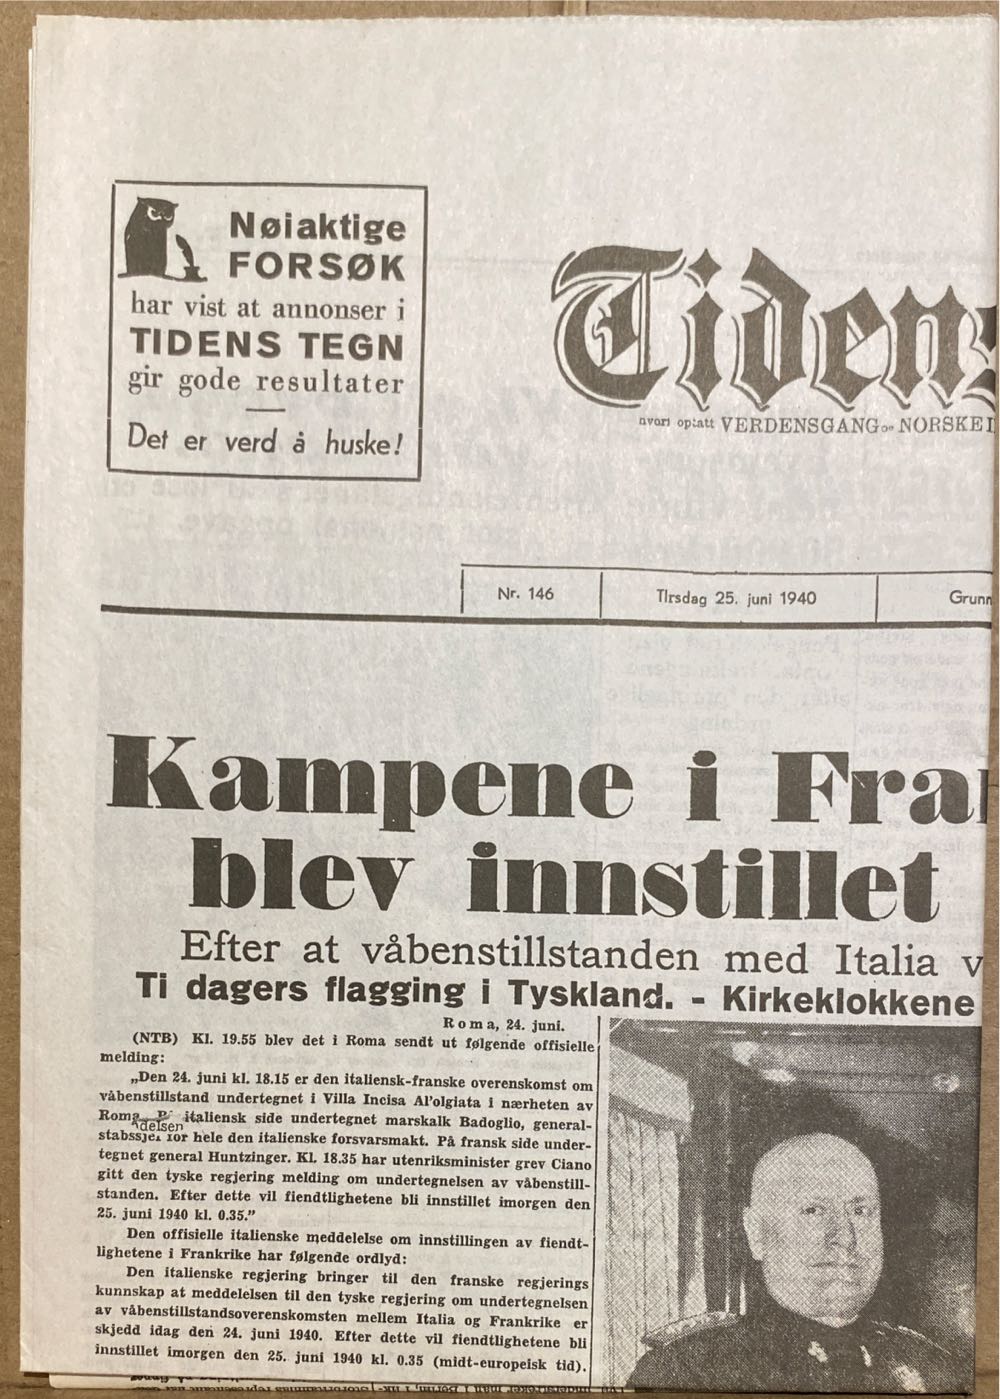 Nøiaktige
FORSØK
har vist at annonser i
TIDENS TEGN
gir gode resultater
Det er verd å huske!
Tidens
hvori optatt VERDENSGANG og NORSKE
Nr. 146
Tirsdag 25. juni 1940
Grunn
Kampene i Fra
blev innstillet
Efter at våbenstillstanden med Italia v
Ti dagers flagging i Tyskland. - Kirkeklokkene
Roma, 24. juni.
(NTB) Kl. 19.55 blev det i Roma sendt ut følgende offisielle
melding:
„Den 24. juni kl. 18.15 er den italiensk-franske overenskomst om
våbenstillstand undertegnet i Villa Incisa Al'olgiata i nærheten av
Roma. italiensk side undertegnet marskalk Badoglio, general-
delsen
stabssjef for hele den italienske forsvarsmakt. På fransk side under-
tegnet general Huntzinger. Kl. 18.35 har utenriksminister grev Ciano
gitt den tyske regjering melding om undertegnelsen av våbenstill-
standen. Efter dette vil fiendtlighetene bli innstillet imorgen den
25. juni 1940 kl. 0.35.”
Den offisielle italienske meddelelse om innstillingen av fiendt-
lighetene i Frankrike har følgende ordlyd:
Den italienske regjering bringer til den franske regjerings
kunnskap at meddelelsen til den tyske regjering om undertegnelsen
av våbenstillstandsoverenskomsten mellem Italia og Frankrike er
skjedd idag den 24. juni 1940. Efter dette vil fiendtlighetene bli
innstillet imorgen den 25. juni 1940 kl. 0.35 (midt-europeisk tid).